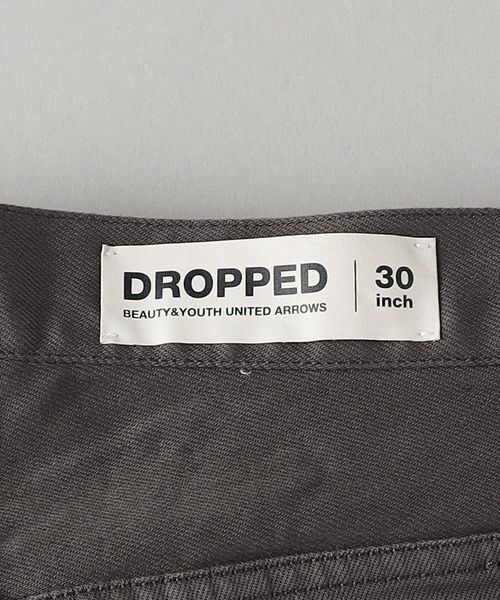 DROPPED
BEAUTY&YOUTH UNITED ARROWS
30
inch